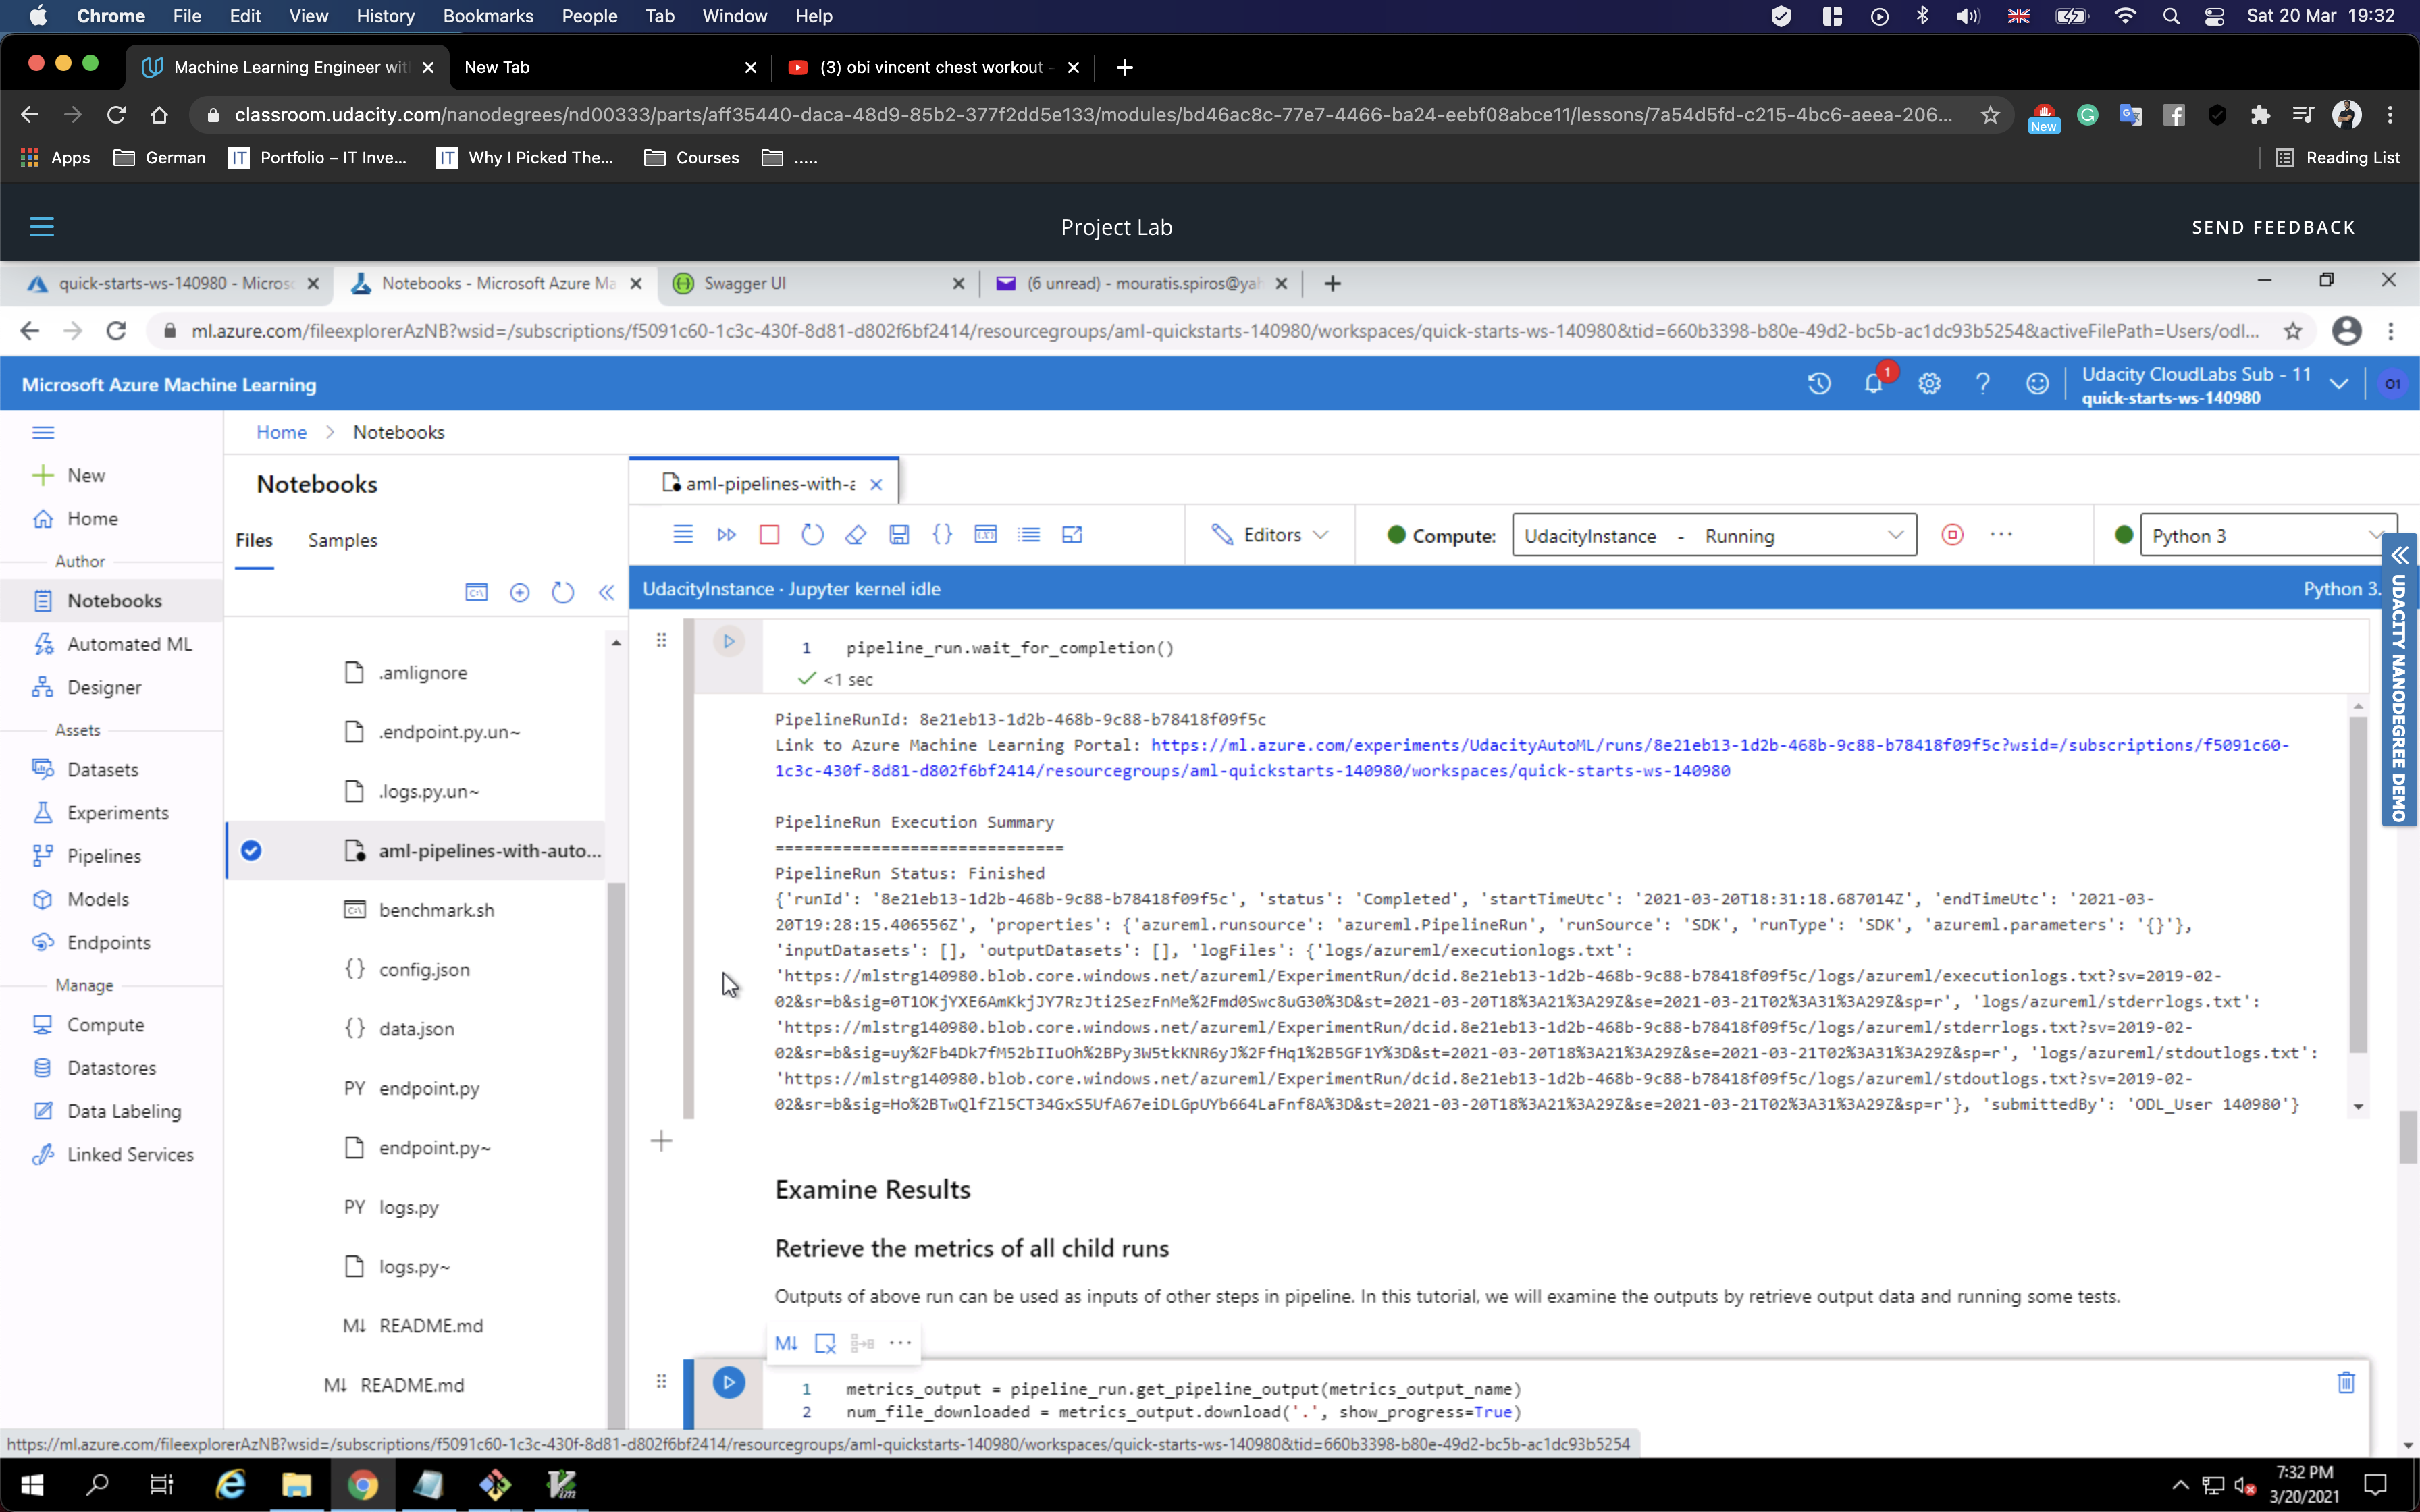 Chrome File Edit View History Bookmarks People Tab Window Help Sat 20 Mar 19:32
Machine Learning Engineer wit New Tab (3) obi vincent chest workout -
classroom.udacity.com/nanodegrees/nd00333/parts/aff35440-daca-48d9-85b2-377f2dd5e133/modules/bd46ac8c-77e7-4466-ba24-eebf08abce11/lessons/7a54d5fd-c215-4bc6-aeea-206...
New
Apps German IT Portfolio – IT Inve... IT Why I Picked The... Courses ..... Reading List
Project Lab SEND FEEDBACK
quick-starts-ws-140980 - Micros Notebooks - Microsoft Azure Ma Swagger UI (6 unread) - mouratis.spiros@yah
ml.azure.com/fileexplorerAzNB?wsid=/subscriptions/f5091c60-1c3c-430f-8d81-d802f6bf2414/resourcegroups/aml-quickstarts-140980/workspaces/quick-starts-ws-140980&tid=660b3398-b80e-49d2-bc5b-ac1dc93b5254&activeFilePath=Users/odl...
Microsoft Azure Machine Learning 1 Udacity CloudLabs Sub - 11
quick-starts-ws-140980 O1
Home > Notebooks
New
Home
Author
Notebooks
Automated ML
Designer
Assets
Datasets
Experiments
Pipelines
Models
Endpoints
Manage
Compute
Datastores
Data Labeling
Linked Services
Notebooks
Files Samples
.amlignore
.endpoint.py.un~
.logs.py.un~
aml-pipelines-with-auto...
benchmark.sh
{} config.json
{} data.json
PY endpoint.py
endpoint.py~
PY logs.py
logs.py~
M↓ README.md
M↓ README.md
aml-pipelines-with-a
Editors Compute: UdacityInstance - Running Python 3
UdacityInstance · Jupyter kernel idle Python 3.
UDACITY NANODEGREE DEMO
1 pipeline_run.wait_for_completion()
<1 sec
PipelineRunId: 8e21eb13-1d2b-468b-9c88-b78418f09f5c
Link to Azure Machine Learning Portal: https://ml.azure.com/experiments/UdacityAutoML/runs/8e21eb13-1d2b-468b-9c88-b78418f09f5c?wsid=/subscriptions/f5091c60-
1c3c-430f-8d81-d802f6bf2414/resourcegroups/aml-quickstarts-140980/workspaces/quick-starts-ws-140980
PipelineRun Execution Summary
==============================
PipelineRun Status: Finished
{'runId': '8e21eb13-1d2b-468b-9c88-b78418f09f5c', 'status': 'Completed', 'startTimeUtc': '2021-03-20T18:31:18.687014Z', 'endTimeUtc': '2021-03-
20T19:28:15.406556Z', 'properties': {'azureml.runsource': 'azureml.PipelineRun', 'runSource': 'SDK', 'runType': 'SDK', 'azureml.parameters': '{}'},
'inputDatasets': [], 'outputDatasets': [], 'logFiles': {'logs/azureml/executionlogs.txt':
'https://mlstrg140980.blob.core.windows.net/azureml/ExperimentRun/dcid.8e21eb13-1d2b-468b-9c88-b78418f09f5c/logs/azureml/executionlogs.txt?sv=2019-02-
02&sr=b&sig=0T1OKjYXE6AmKkjJY7RzJti2SezFnMe%2Fmd0Swc8uG30%3D&st=2021-03-20T18%3A21%3A29Z&se=2021-03-21T02%3A31%3A29Z&sp=r', 'logs/azureml/stderrlogs.txt':
'https://mlstrg140980.blob.core.windows.net/azureml/ExperimentRun/dcid.8e21eb13-1d2b-468b-9c88-b78418f09f5c/logs/azureml/stderrlogs.txt?sv=2019-02-
02&sr=b&sig=uy%2Fb4Dk7fM52bIIuOh%2BPy3W5tkKNR6yJ%2FfHq1%2B5GF1Y%3D&st=2021-03-20T18%3A21%3A29Z&se=2021-03-21T02%3A31%3A29Z&sp=r', 'logs/azureml/stdoutlogs.txt':
'https://mlstrg140980.blob.core.windows.net/azureml/ExperimentRun/dcid.8e21eb13-1d2b-468b-9c88-b78418f09f5c/logs/azureml/stdoutlogs.txt?sv=2019-02-
02&sr=b&sig=Ho%2BTwQlfZl5CT34GxS5UfA67eiDLGpUYb664LaFnf8A%3D&st=2021-03-20T18%3A21%3A29Z&se=2021-03-21T02%3A31%3A29Z&sp=r'}, 'submittedBy': 'ODL_User 140980'}
Examine Results
Retrieve the metrics of all child runs
Outputs of above run can be used as inputs of other steps in pipeline. In this tutorial, we will examine the outputs by retrieve output data and running some tests.
M↓
1 metrics_output = pipeline_run.get_pipeline_output(metrics_output_name)
2 num_file_downloaded = metrics_output.download('.', show_progress=True)
https://ml.azure.com/fileexplorerAzNB?wsid=/subscriptions/f5091c60-1c3c-430f-8d81-d802f6bf2414/resourcegroups/aml-quickstarts-140980/workspaces/quick-starts-ws-140980&tid=660b3398-b80e-49d2-bc5b-ac1dc93b5254
7:32 PM
3/20/2021